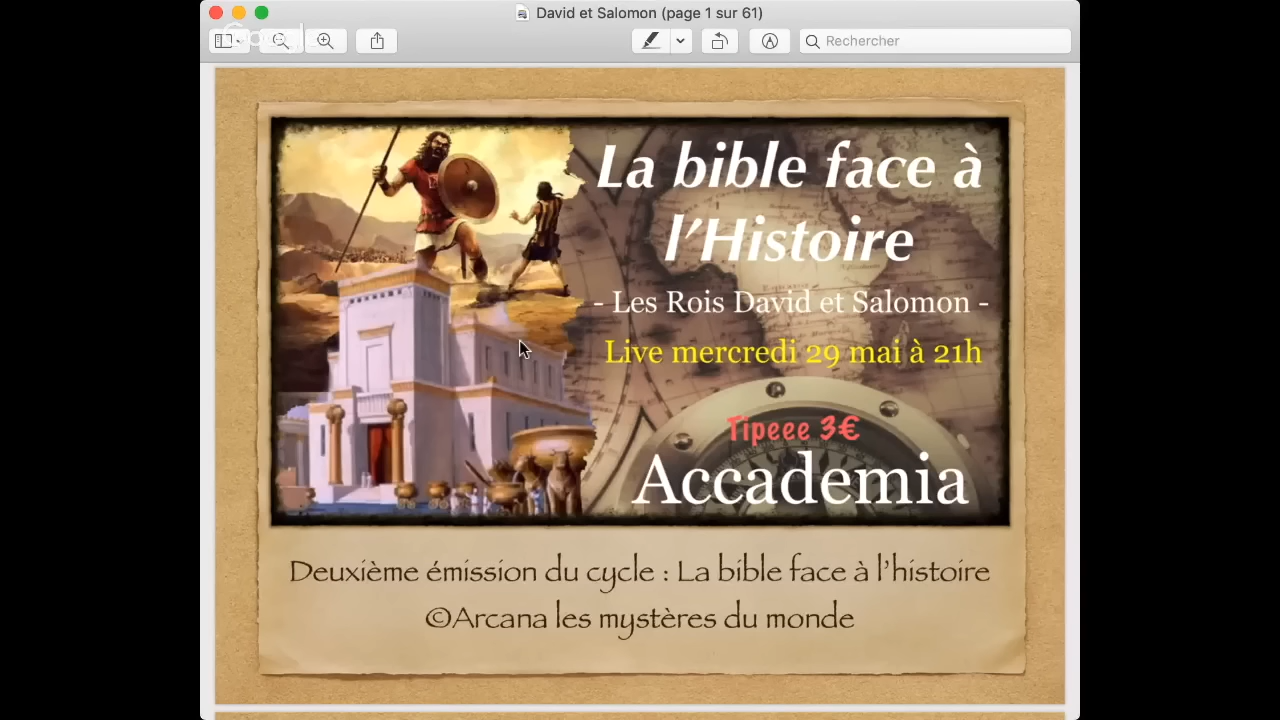 David et Salomon (page 1 sur 61)
Google
Rechercher
La bible face à
l'Histoire
- Les Rois David et Salomon -
Live mercredi 29 mai à 21h
Tipeee 3€
Accademia
Deuxième émission du cycle : La bible face à l'histoire
©Arcana les mystères du monde